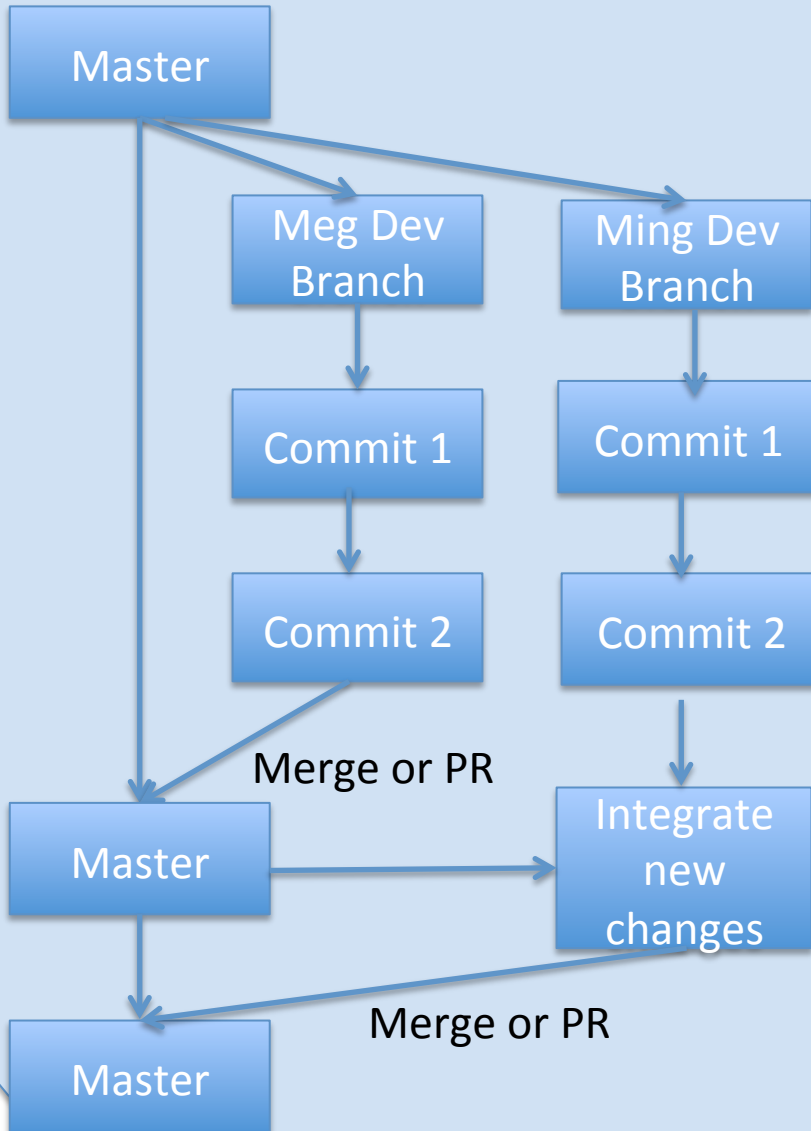 Master
Meg Dev
Branch
Ming Dev
Branch
Commit 1
Commit 1
Commit 2
Commit 2
Merge or PR
Master
Integrate
new
changes
Merge or PR
Master